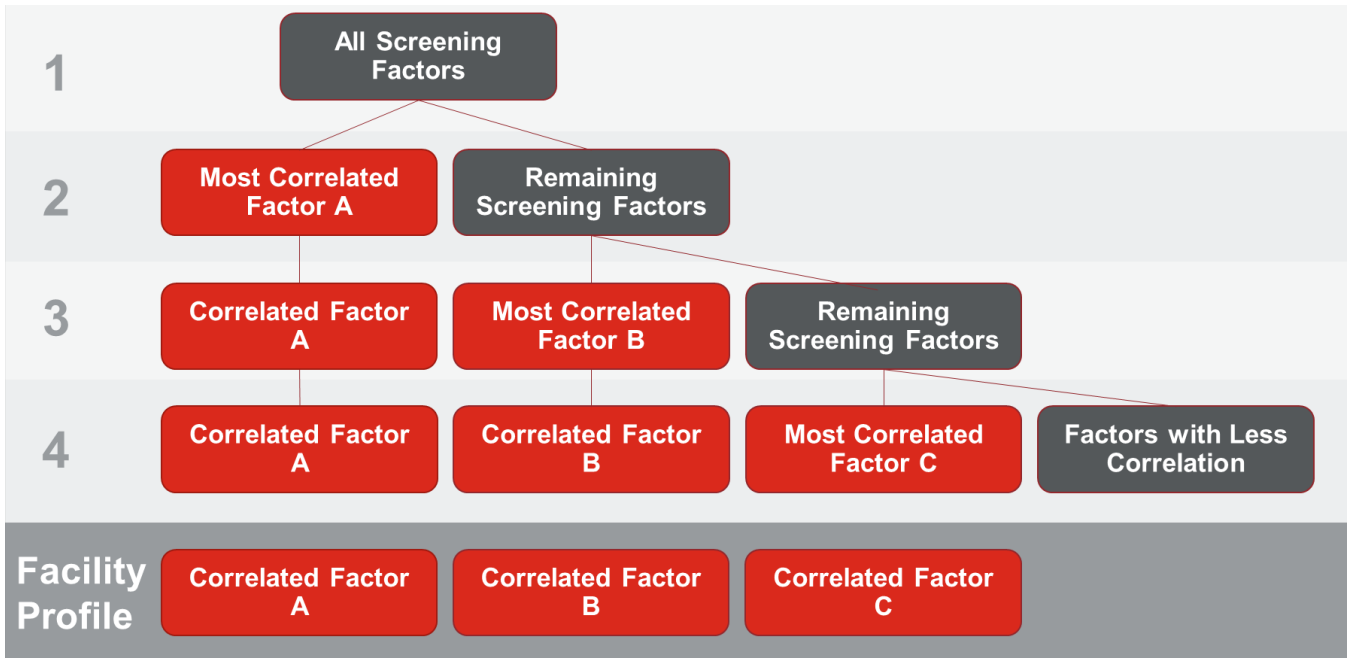 1
All Screening
Factors
2
Most Correlated
Factor A
Remaining
Screening Factors
3
Correlated Factor
A
Most Correlated
Factor B
Remaining
Screening Factors
4
Correlated Factor
A
Correlated Factor
B
Most Correlated
Factor C
Factors with Less
Correlation
Facility
Profile
Correlated Factor
A
Correlated Factor
B
Correlated Factor
C